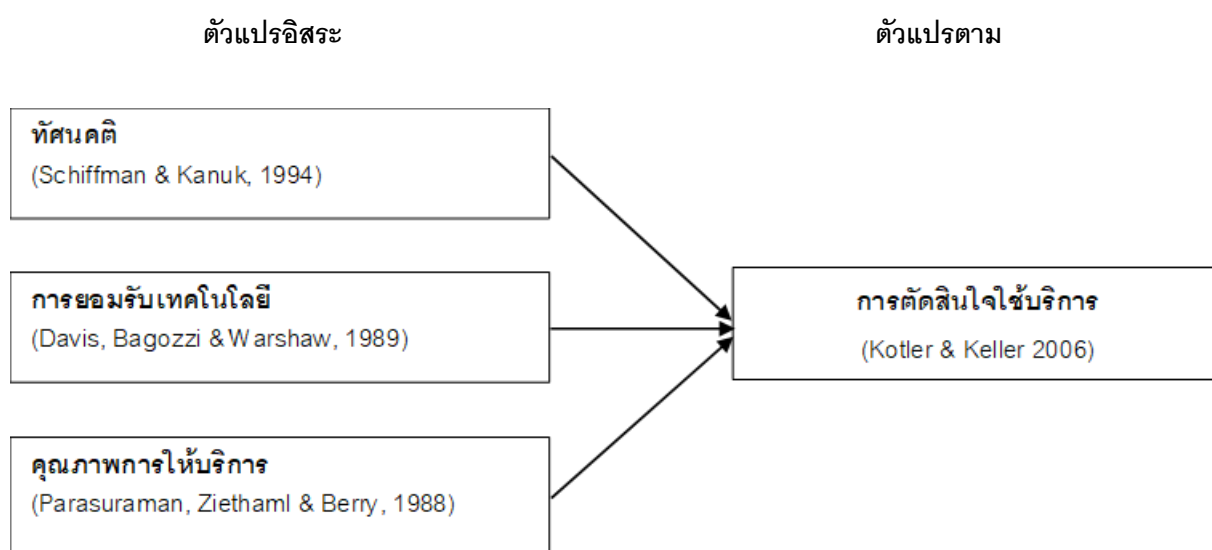 ตัวแปรอิสระ ตัวแปรตาม
ทัศนคติ
(Schiffman & Kanuk, 1994)
การยอมรับเทคโนโลยี
(Davis, Bagozzi & Warshaw, 1989)
การตัดสินใจใช้บริการ
(Kotler & Keller 2006)
คุณภาพการให้บริการ
(Parasuraman, Ziethaml & Berry, 1988)